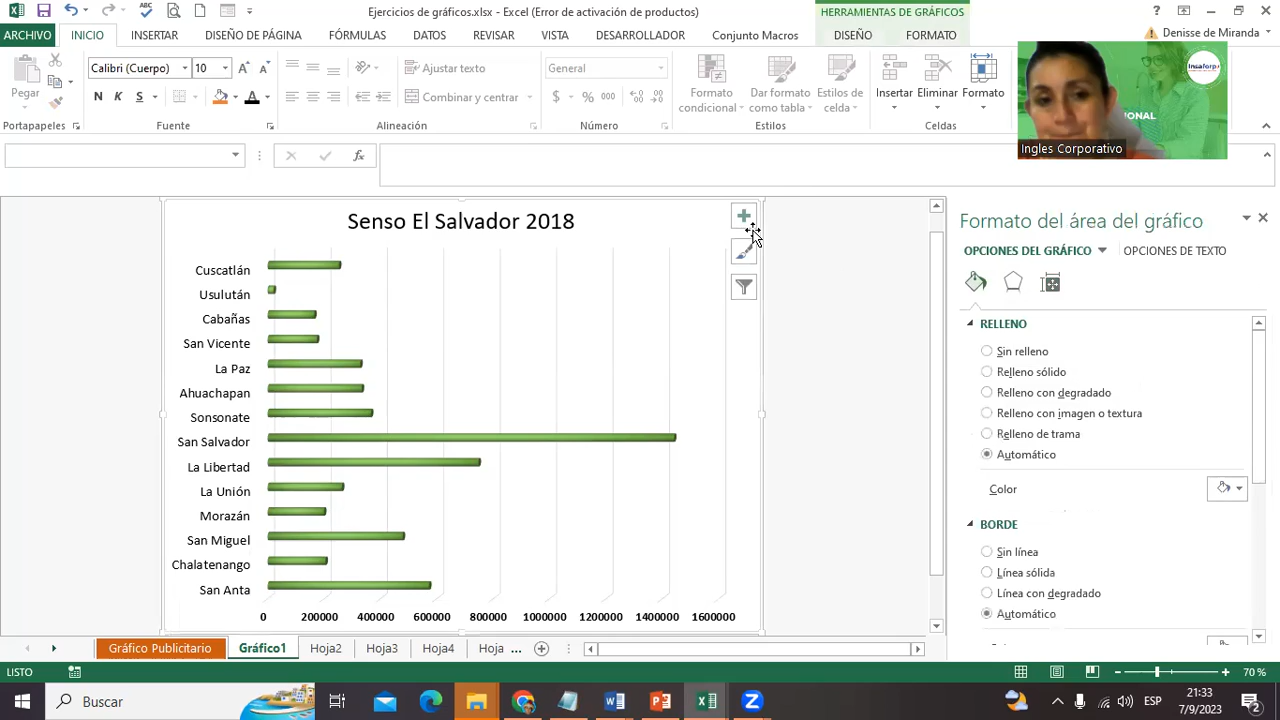 Ejercicios de gráficos.xlsx - Excel (Error de activación de productos)
HERRAMIENTAS DE GRÁFICOS
ARCHIVO INICIO INSERTAR DISEÑO DE PÁGINA FÓRMULAS DATOS REVISAR VISTA DESARROLLADOR Conjunto Macros DISEÑO FORMATO
Denisse de Miranda
Calibri (Cuerpo) 10
Ajustar texto
General
Pegar
N K S
Combinar y centrar
$ % 000
Formato condicional
Dar formato como tabla
Estilos de celda
Insertar
Eliminar
Formato
Portapapeles Fuente Alineación Número Estilos Celdas
Insaforp
IONAL
Ingles Corporativo
fx
Senso El Salvador 2018
Cuscatlán
Usulután
Cabañas
San Vicente
La Paz
Ahuachapan
Sonsonate
San Salvador
La Libertad
La Unión
Morazán
San Miguel
Chalatenango
San Anta
0 200000 400000 600000 800000 1000000 1200000 1400000 1600000
Formato del área del gráfico
OPCIONES DEL GRÁFICO OPCIONES DE TEXTO
RELLENO
Sin relleno
Relleno sólido
Relleno con degradado
Relleno con imagen o textura
Relleno de trama
Automático
Color
BORDE
Sin línea
Línea sólida
Línea con degradado
Automático
Gráfico Publicitario Gráfico1 Hoja2 Hoja3 Hoja4 Hoja ...
LISTO
70 %
Buscar
ESP
21:33
7/9/2023
2